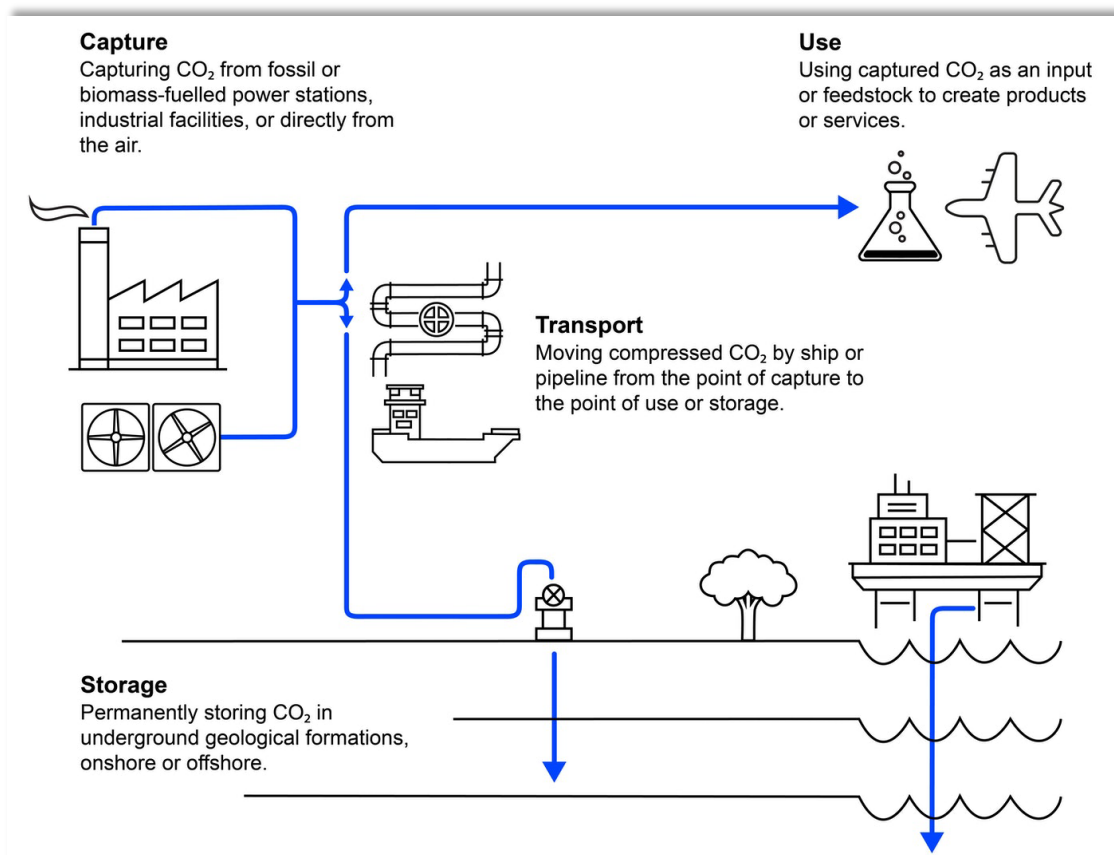 Capture
Capturing CO₂ from fossil or
biomass-fuelled power stations,
industrial facilities, or directly from
the air.
Use
Using captured CO₂ as an input
or feedstock to create products
or services.
Transport
Moving compressed CO₂ by ship or
pipeline from the point of capture to
the point of use or storage.
Storage
Permanently storing CO₂ in
underground geological formations,
onshore or offshore.